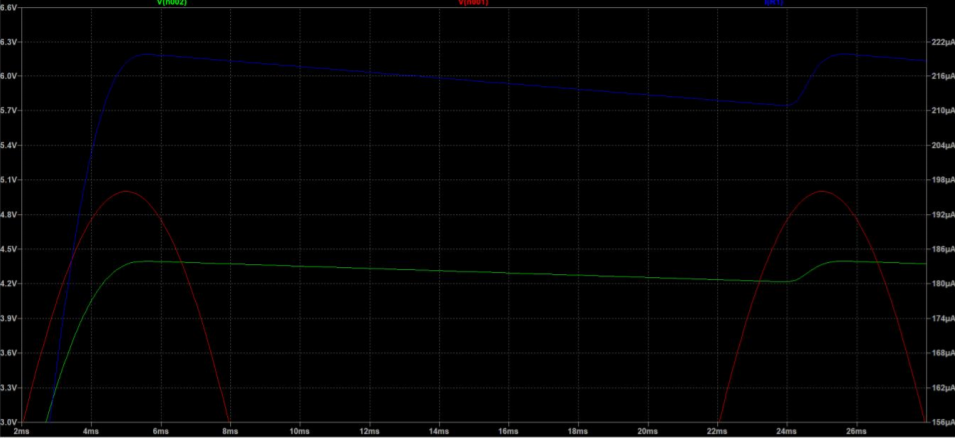 V(n002) V(n001) I(R1)
6.6V
6.3V 222µA
6.0V 216µA
5.7V 210µA
5.4V 204µA
5.1V 198µA
4.8V 192µA
4.5V 186µA
4.2V 180µA
3.9V 174µA
3.6V 168µA
3.3V 162µA
3.0V 156µA
2ms 4ms 6ms 8ms 10ms 12ms 14ms 16ms 18ms 20ms 22ms 24ms 26ms